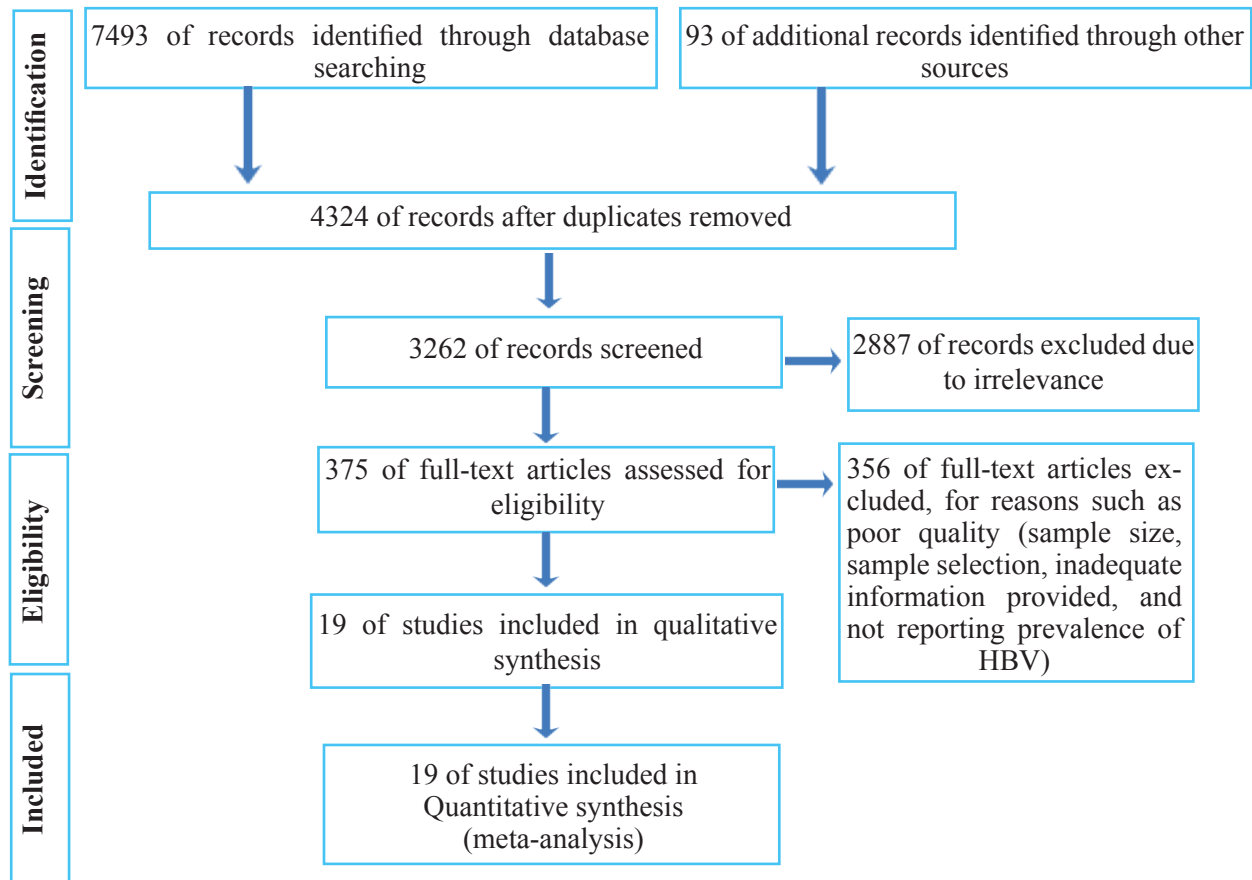 Identification
7493 of records identified through database
searching
93 of additional records identified through other
sources
4324 of records after duplicates removed
Screening
3262 of records screened
2887 of records excluded due
to irrelevance
Eligibility
375 of full-text articles assessed for
eligibility
356 of full-text articles ex-
cluded, for reasons such as
poor quality (sample size,
sample selection, inadequate
information provided, and
not reporting prevalence of
HBV)
19 of studies included in qualitative
synthesis
Included
19 of studies included in
Quantitative synthesis
(meta-analysis)